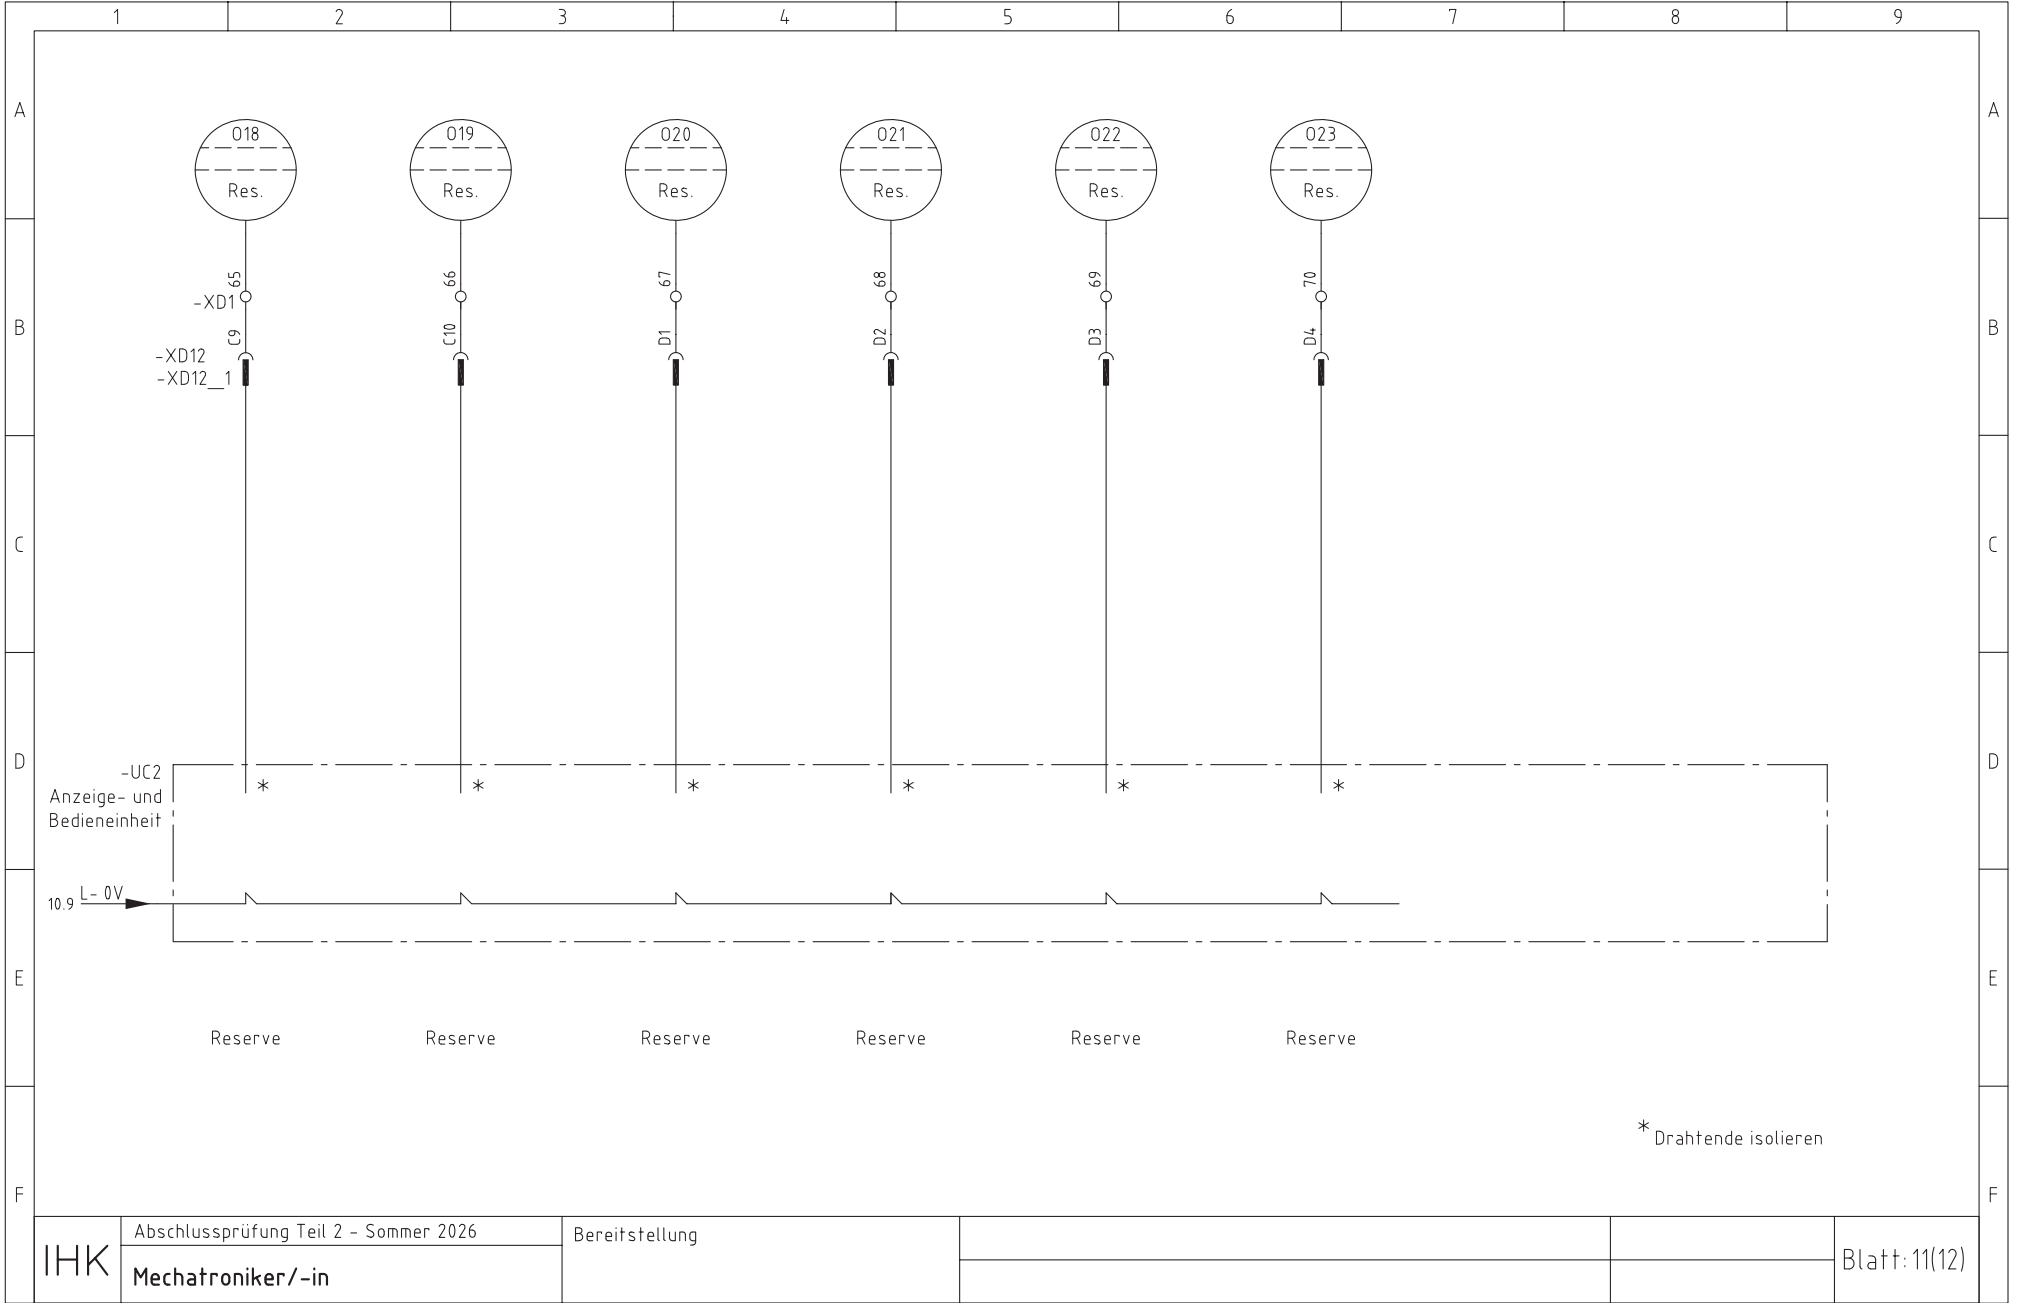 1 2 3 4 5 6 7 8 9
A A
O18 O19 O20 O21 O22 O23
Res. Res. Res. Res. Res. Res.
65 66 67 68 69 70
-XD1
B B
C9 C10 D1 D2 D3 D4
-XD12
-XD12__1
C C
D D
-UC2
* * * * * *
Anzeige- und
Bedieneinheit
10.9 L- 0V
E E
Reserve Reserve Reserve Reserve Reserve Reserve
* Drahtende isolieren
F F
IHK
Abschlussprüfung Teil 2 - Sommer 2026
Mechatroniker/-in
Bereitstellung
Blatt: 11(12)